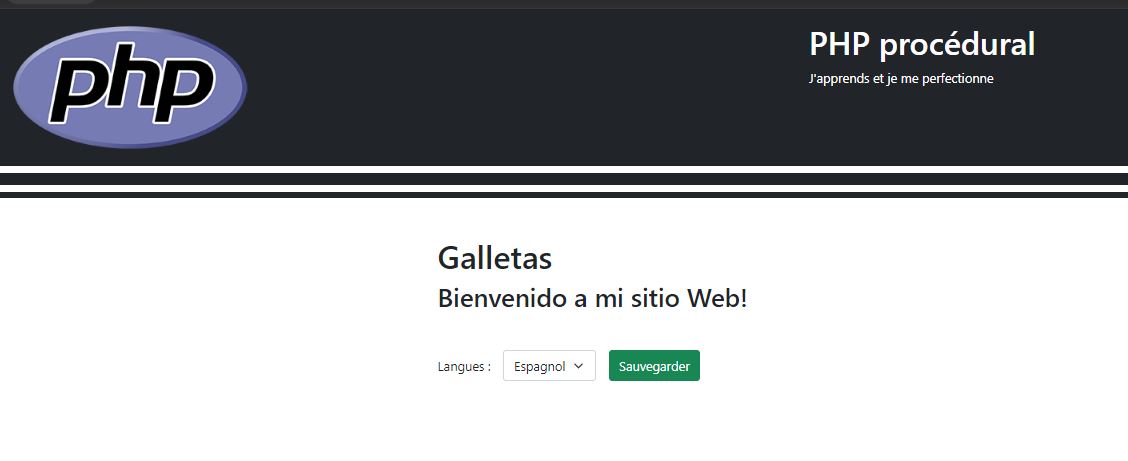 php
PHP procédural
J'apprends et je me perfectionne
Galletas
Bienvenido a mi sitio Web!
Langues : Espagnol Sauvegarder